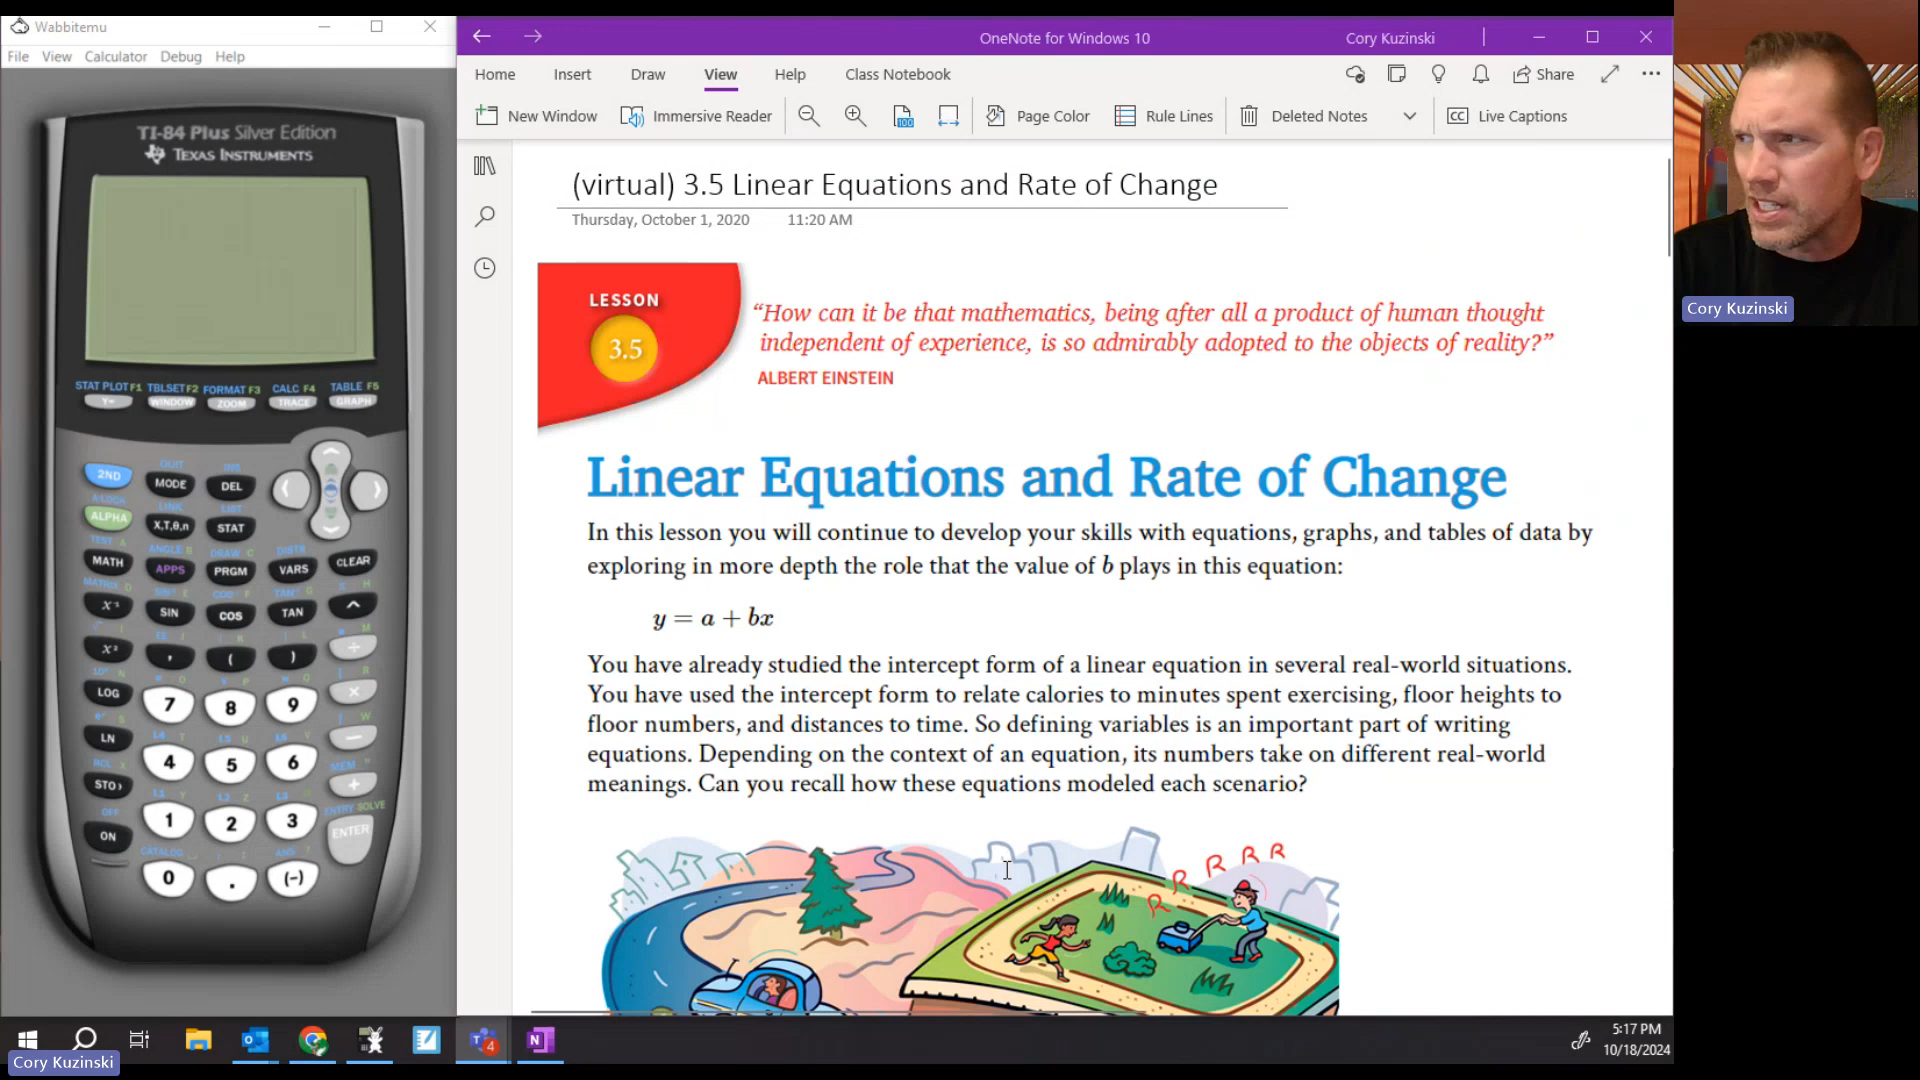 Wabbitemu
File View Calculator Debug Help
TI-84 Plus Silver Edition
TEXAS INSTRUMENTS
STAT PLOT F1 TBLSET F2 FORMAT F3 CALC F4 TABLE F5
Y= WINDOW ZOOM TRACE GRAPH
2ND MODE DEL
ALPHA X,T,θ,n STAT
MATH APPS PRGM VARS CLEAR
SIN COS TAN ^
X² , ( ) ÷
LOG 7 8 9 ×
LN 4 5 6 −
STO› 1 2 3 +
ON 0 . (-) ENTER
OneNote for Windows 10
Cory Kuzinski
Home Insert Draw View Help Class Notebook
Share
New Window Immersive Reader 100 Page Color Rule Lines Deleted Notes CC Live Captions
(virtual) 3.5 Linear Equations and Rate of Change
Thursday, October 1, 2020 11:20 AM
LESSON
3.5
“How can it be that mathematics, being after all a product of human thought
independent of experience, is so admirably adopted to the objects of reality?”
ALBERT EINSTEIN
Linear Equations and Rate of Change
In this lesson you will continue to develop your skills with equations, graphs, and tables of data by
exploring in more depth the role that the value of b plays in this equation:
y = a + bx
You have already studied the intercept form of a linear equation in several real-world situations.
You have used the intercept form to relate calories to minutes spent exercising, floor heights to
floor numbers, and distances to time. So defining variables is an important part of writing
equations. Depending on the context of an equation, its numbers take on different real-world
meanings. Can you recall how these equations modeled each scenario?
R R R R R
Cory Kuzinski
4
5:17 PM
10/18/2024
Cory Kuzinski